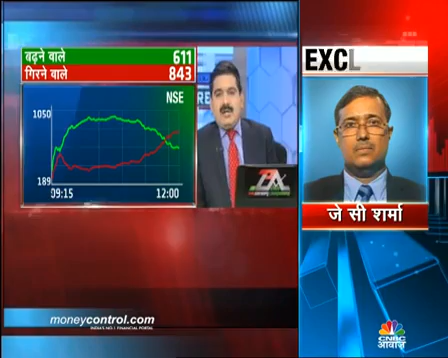 बढ़ने वाले 611
गिरने वाले 843
NSE
1050
189
09:15 12:00
EXCL
जे सी शर्मा
moneycontrol.com
INDIA'S NO.1 FINANCIAL PORTAL
CNBC
आवाज़